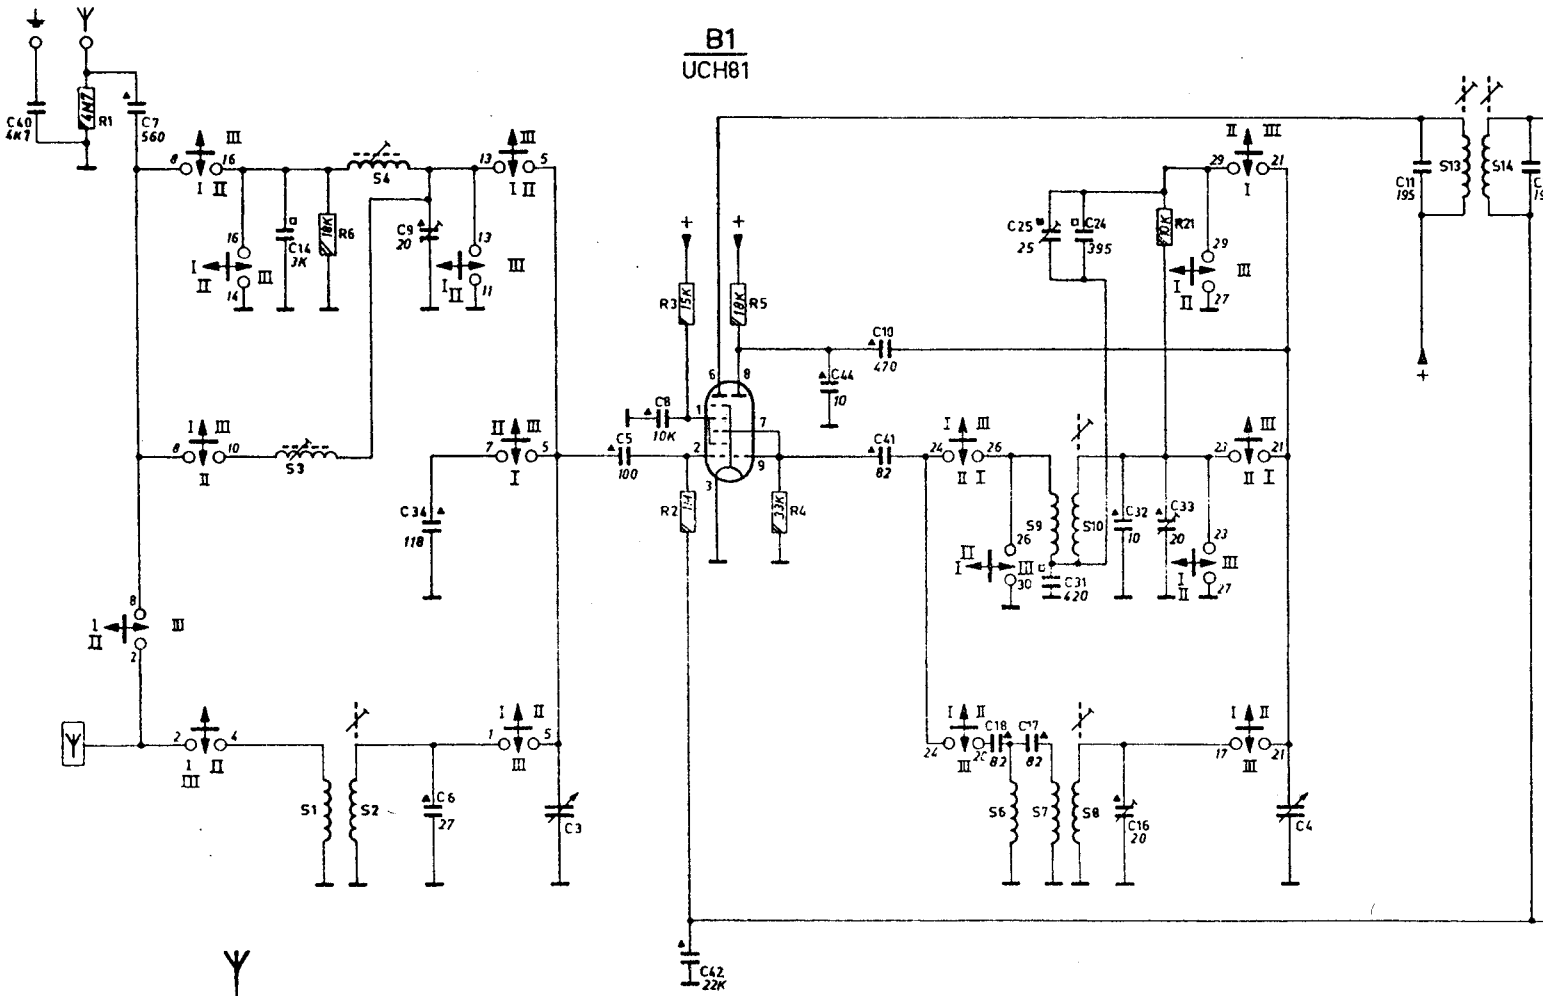 B1
UCH81
C40
4K7
4M7
R1
C7
560
III
8
16
I
II
S4
III
13
5
I
II
II
III
29
21
I
S13
S14
C11
195
C
19
16
I
II
III
14
C14
3K
18K
R6
C9
20
13
III
I
II
11
+
+
R3
15K
18K
R5
C25
25
C24
395
10K
R21
29
III
I
II
27
C10
470
C44
10
+
6
8
C8
10K
1
7
2
9
3
I
III
8
10
II
S3
II
III
7
5
I
C5
100
C41
82
I
III
24
26
II
I
III
23
21
II
I
C34
118
R2
1M
33K
R4
S9
S10
C32
10
C33
20
26
II
I
III
30
C31
420
23
III
I
II
27
8
I
II
III
2
2
4
I
III
II
I
II
1
5
III
I
II
24
20
III
C18
82
C17
82
I
II
17
21
III
S1
S2
C6
27
C3
S6
S7
S8
C16
20
C4
C42
22K